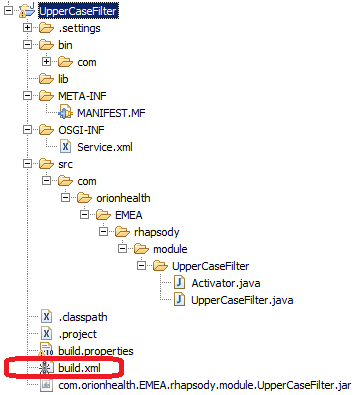 UpperCaseFilter
.settings
bin
com
lib
META-INF
MANIFEST.MF
OSGI-INF
Service.xml
src
com
orionhealth
EMEA
rhapsody
module
UpperCaseFilter
Activator.java
UpperCaseFilter.java
.classpath
.project
build.properties
build.xml
com.orionhealth.EMEA.rhapsody.module.UpperCaseFilter.jar